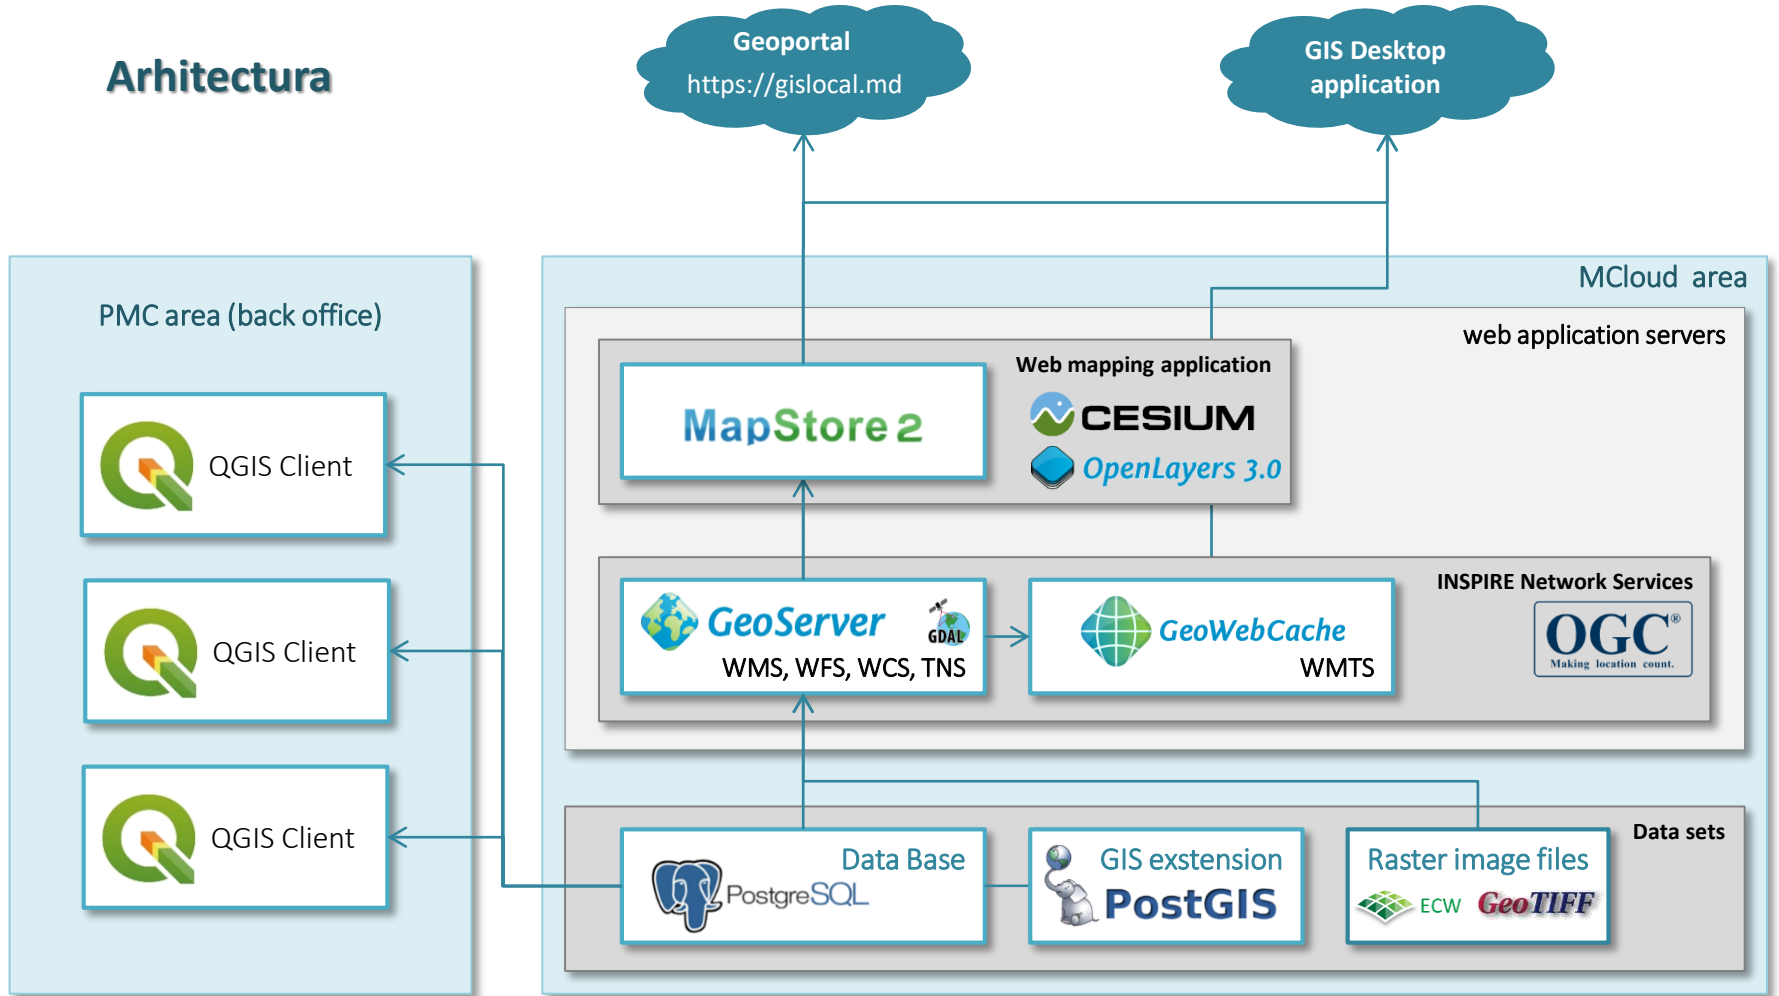 Arhitectura
Geoportal
https://gislocal.md
GIS Desktop
application
PMC area (back office)
QGIS Client
QGIS Client
QGIS Client
MCloud area
web application servers
Web mapping application
MapStore 2
CESIUM
OpenLayers 3.0
INSPIRE Network Services
GeoServer
GDAL
WMS, WFS, WCS, TNS
GeoWebCache
WMTS
OGC®
Making location count.
Data sets
Data Base
PostgreSQL
GIS exstension
PostGIS
Raster image files
ECW GeoTIFF